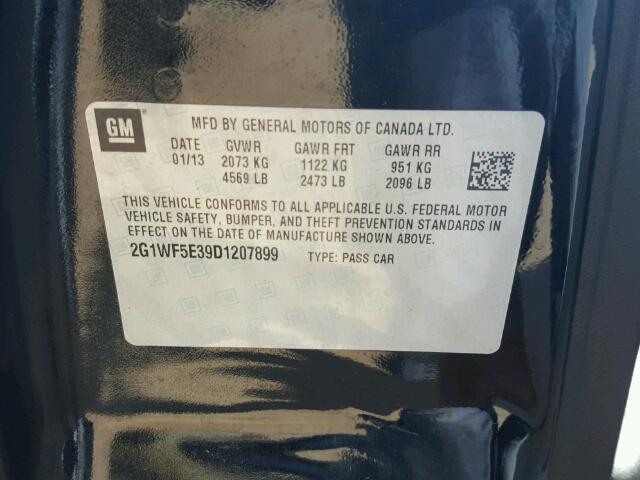 GM
MFD BY GENERAL MOTORS OF CANADA LTD.
DATE GVWR GAWR FRT GAWR RR
01/13 2073 KG 1122 KG 951 KG
4569 LB 2473 LB 2096 LB
THIS VEHICLE CONFORMS TO ALL APPLICABLE U.S. FEDERAL MOTOR
VEHICLE SAFETY, BUMPER, AND THEFT PREVENTION STANDARDS IN
EFFECT ON THE DATE OF MANUFACTURE SHOWN ABOVE.
2G1WF5E39D1207899 TYPE: PASS CAR